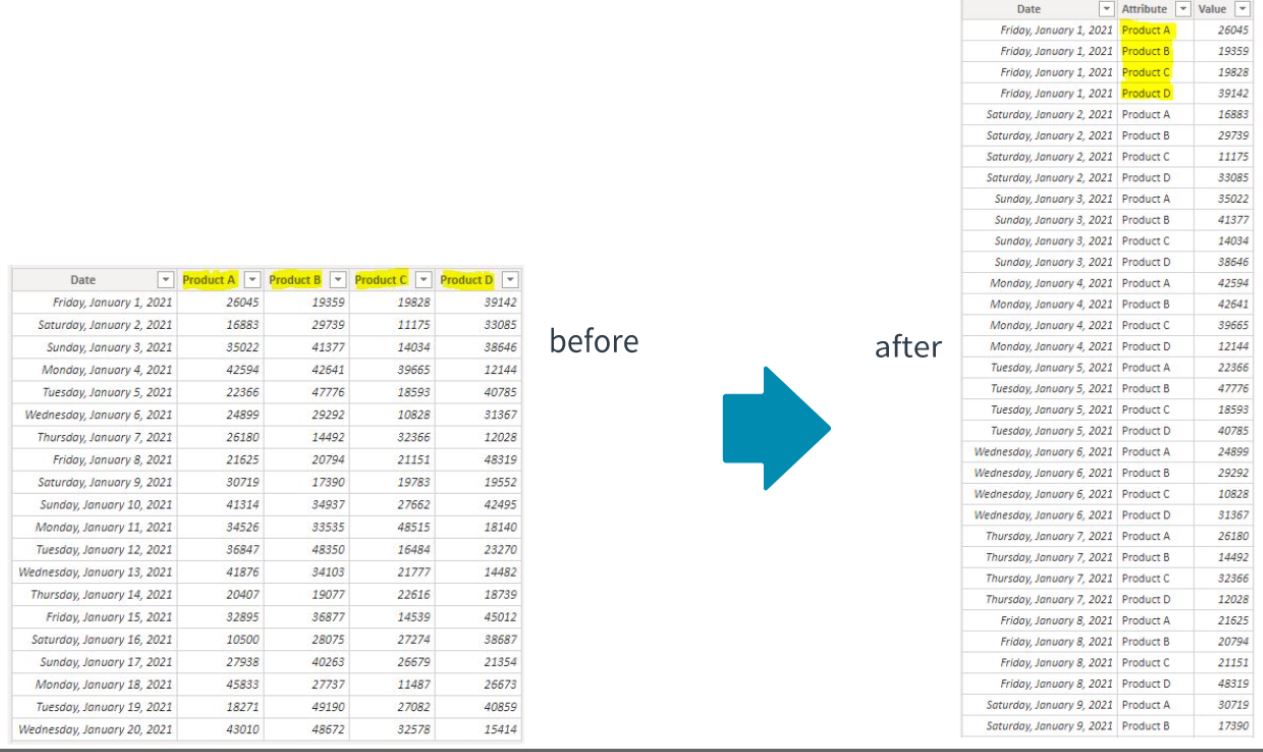 Date Product A Product B Product C Product D
Friday, January 1, 2021 26045 19359 19828 39142
Saturday, January 2, 2021 16883 29739 11175 33085
Sunday, January 3, 2021 35022 41377 14034 38646
Monday, January 4, 2021 42594 42641 39665 12144
Tuesday, January 5, 2021 22366 47776 18593 40785
Wednesday, January 6, 2021 24899 29292 10828 31367
Thursday, January 7, 2021 26180 14492 32366 12028
Friday, January 8, 2021 21625 20794 21151 48319
Saturday, January 9, 2021 30719 17390 19783 19552
Sunday, January 10, 2021 41314 34937 27662 42495
Monday, January 11, 2021 34526 33535 48515 18140
Tuesday, January 12, 2021 36847 48350 16484 23270
Wednesday, January 13, 2021 41876 34103 21777 14482
Thursday, January 14, 2021 20407 19077 22616 18739
Friday, January 15, 2021 32895 36877 14539 45012
Saturday, January 16, 2021 10500 28075 27274 38687
Sunday, January 17, 2021 27938 40263 26679 21354
Monday, January 18, 2021 45833 27737 11487 26673
Tuesday, January 19, 2021 18271 49190 27082 40859
Wednesday, January 20, 2021 43010 48672 32578 15414
before
after
Date Attribute Value
Friday, January 1, 2021 Product A 26045
Friday, January 1, 2021 Product B 19359
Friday, January 1, 2021 Product C 19828
Friday, January 1, 2021 Product D 39142
Saturday, January 2, 2021 Product A 16883
Saturday, January 2, 2021 Product B 29739
Saturday, January 2, 2021 Product C 11175
Saturday, January 2, 2021 Product D 33085
Sunday, January 3, 2021 Product A 35022
Sunday, January 3, 2021 Product B 41377
Sunday, January 3, 2021 Product C 14034
Sunday, January 3, 2021 Product D 38646
Monday, January 4, 2021 Product A 42594
Monday, January 4, 2021 Product B 42641
Monday, January 4, 2021 Product C 39665
Monday, January 4, 2021 Product D 12144
Tuesday, January 5, 2021 Product A 22366
Tuesday, January 5, 2021 Product B 47776
Tuesday, January 5, 2021 Product C 18593
Tuesday, January 5, 2021 Product D 40785
Wednesday, January 6, 2021 Product A 24899
Wednesday, January 6, 2021 Product B 29292
Wednesday, January 6, 2021 Product C 10828
Wednesday, January 6, 2021 Product D 31367
Thursday, January 7, 2021 Product A 26180
Thursday, January 7, 2021 Product B 14492
Thursday, January 7, 2021 Product C 32366
Thursday, January 7, 2021 Product D 12028
Friday, January 8, 2021 Product A 21625
Friday, January 8, 2021 Product B 20794
Friday, January 8, 2021 Product C 21151
Friday, January 8, 2021 Product D 48319
Saturday, January 9, 2021 Product A 30719
Saturday, January 9, 2021 Product B 17390